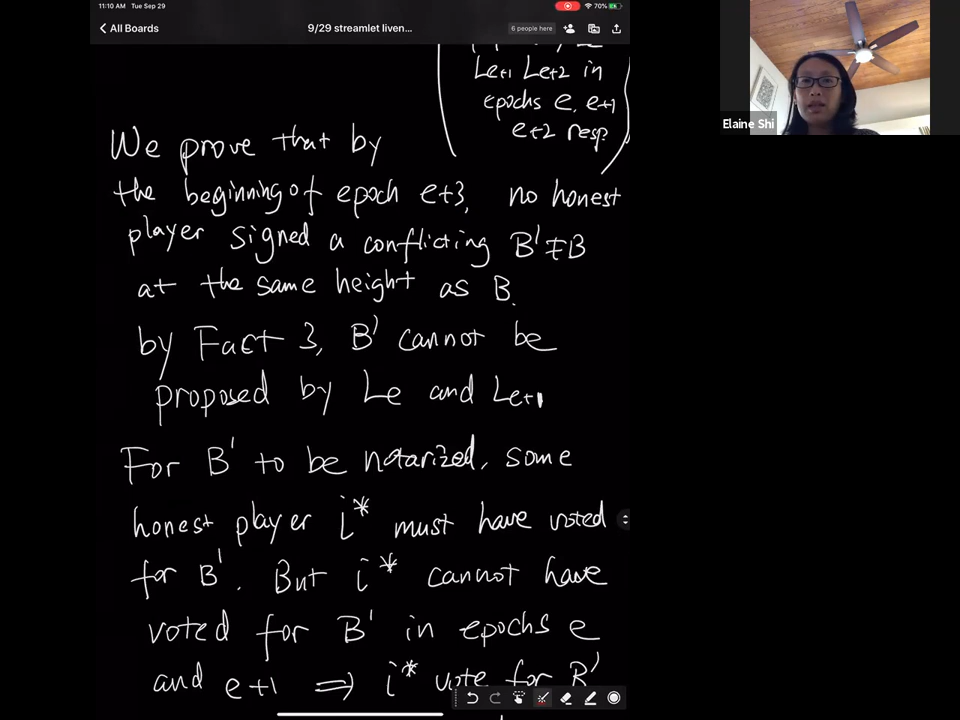 11:10 AM Tue Sep 29
70%
All Boards
9/29 streamlet liven...
6 people here
Le+1 Le+2 in
epochs e, e+1
e+2 resp.
We prove that by
the beginning of epoch e+3, no honest
player signed a conflicting B' ≠ B
at the same height as B.
by Fact 3, B' cannot be
proposed by Le and Le+1
For B' to be notarized, some
honest player i* must have voted
for B'. But i* cannot have
voted for B' in epochs e
and e+1 ⇒ i* vote for B'
Elaine Shi